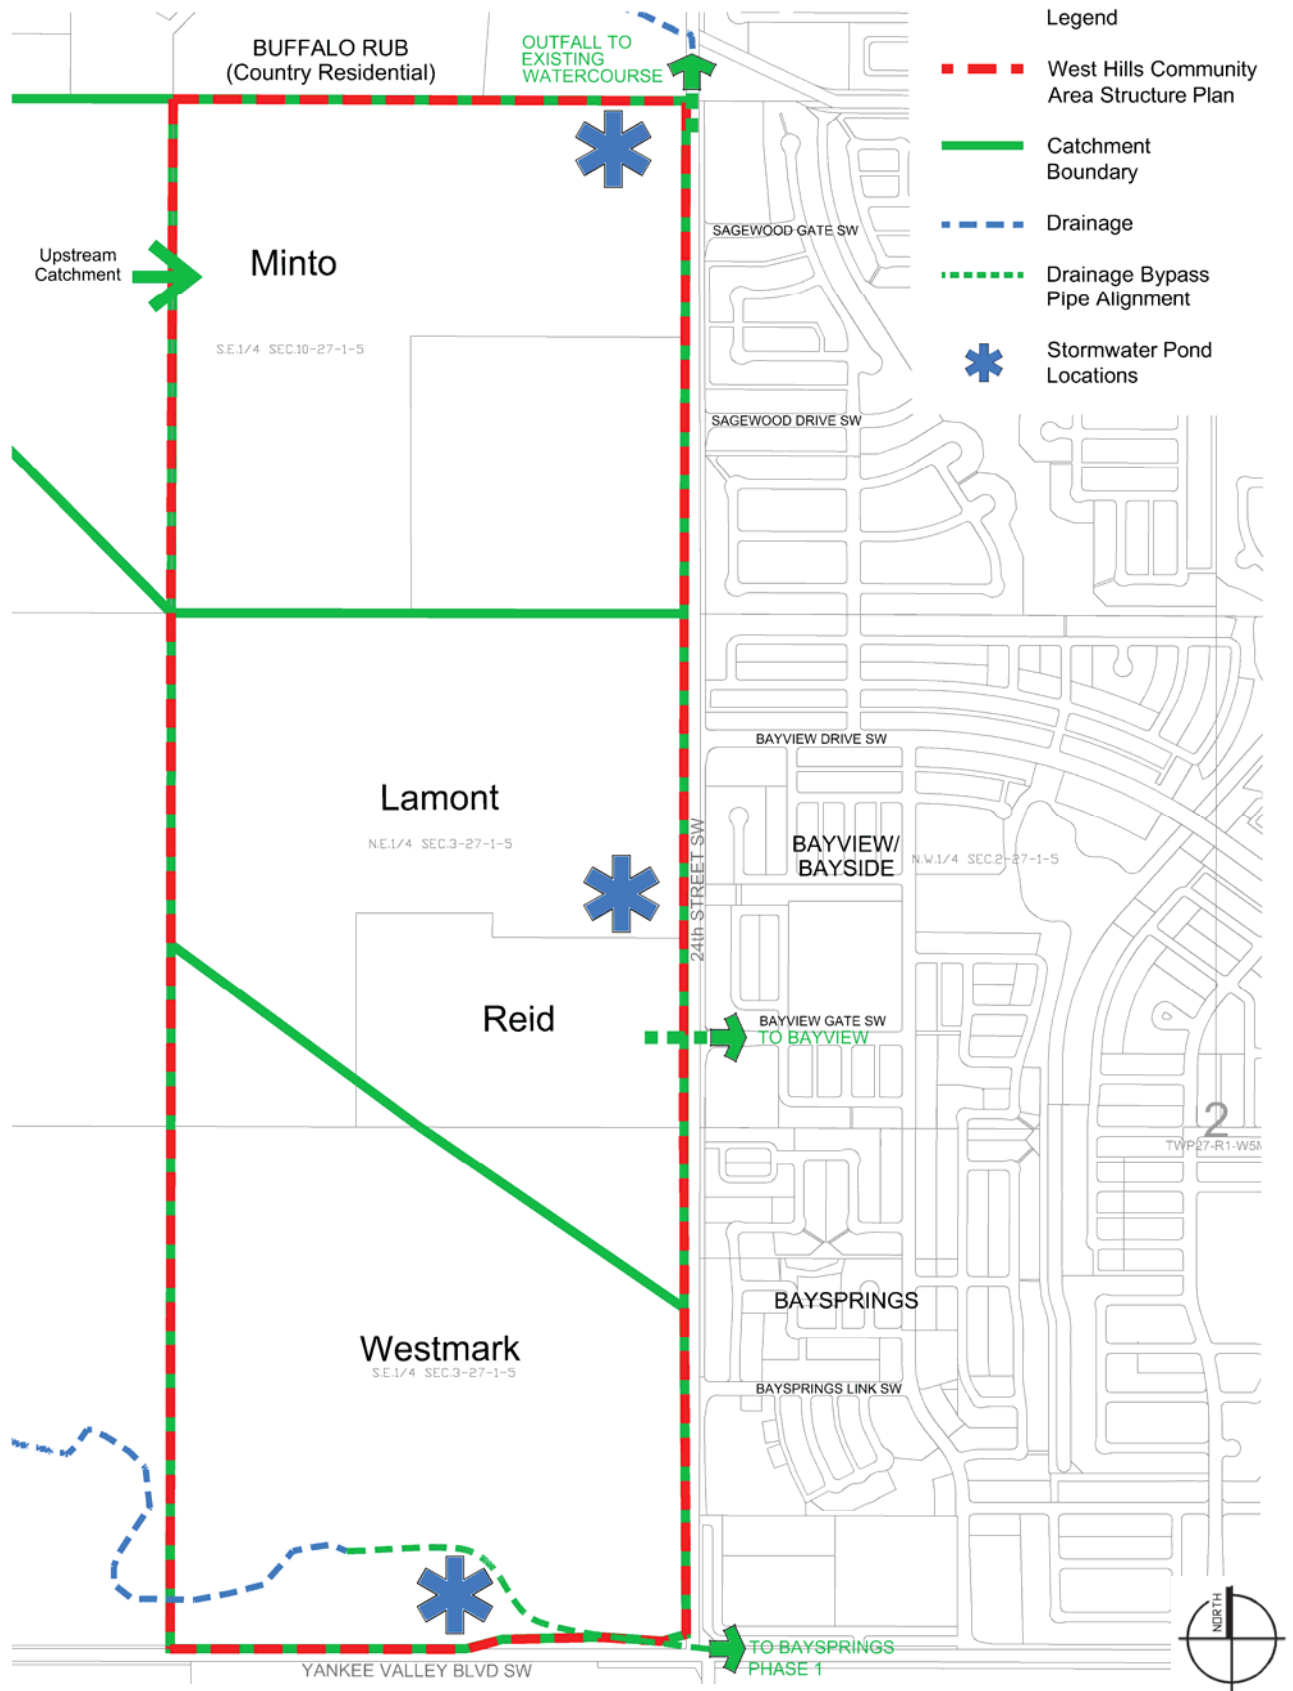 Legend
BUFFALO RUB
(Country Residential)
OUTFALL TO
EXISTING
WATERCOURSE
West Hills Community
Area Structure Plan
Catchment
Boundary
Drainage
Drainage Bypass
Pipe Alignment
Stormwater Pond
Locations
SAGEWOOD GATE SW
Upstream
Catchment
Minto
S.E.1/4 SEC.10-27-1-5
SAGEWOOD DRIVE SW
BAYVIEW DRIVE SW
Lamont
N.E.1/4 SEC.3-27-1-5
24th STREET SW
BAYVIEW/
BAYSIDE
N.W.1/4 SEC.2-27-1-5
Reid
BAYVIEW GATE SW
TO BAYVIEW
2
TWP27-R1-W5M
BAYSPRINGS
Westmark
S.E.1/4 SEC.3-27-1-5
BAYSPRINGS LINK SW
NORTH
TO BAYSPRINGS
PHASE 1
YANKEE VALLEY BLVD SW